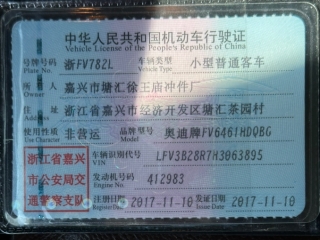 中华人民共和国机动车行驶证
Vehicle License of the People's Republic of China
号牌号码 浙FV782L 车辆类型 小型普通客车
Plate No. Vehicle Type
所有人 嘉兴市塘汇徐王庙冲件厂
Owner
住址 浙江省嘉兴市经济开发区塘汇茶园村
Address
使用性质 非营运 品牌型号 奥迪牌FV6461HDQBG
Use Character Model
浙江省嘉兴 车辆识别代号 LFV3B28R7H3063895
VIN
市公安局交 发动机号码 412983
Engine No.
通警察支队 注册日期 2017-11-10 发证日期 2017-11-10
Register Date Issue Date